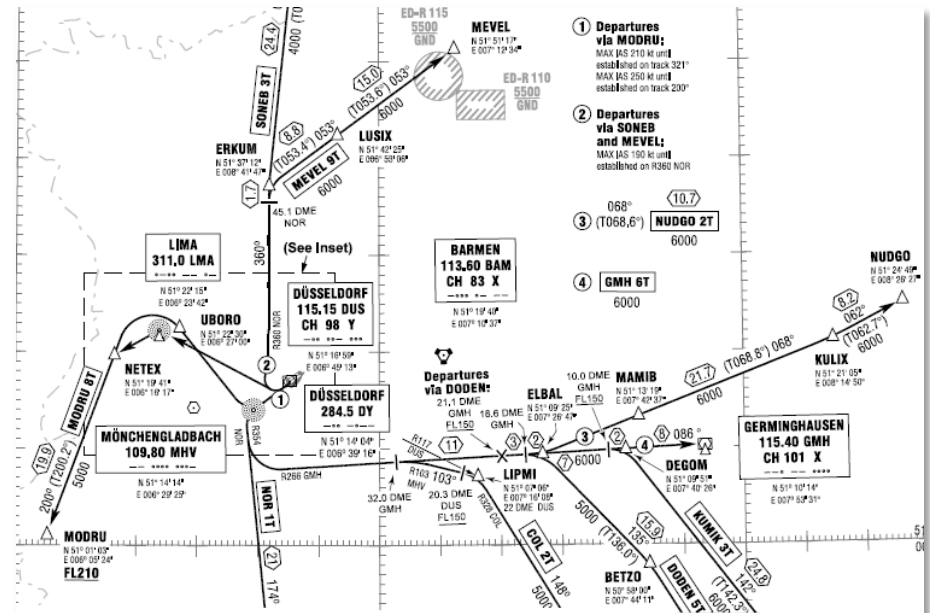 ED-R 115
5500
GND
MEVEL
N 51° 51' 17"
E 007° 12' 34"
ED-R 110
5500
GND
1 Departures
via MODRU:
MAX IAS 210 kt until
established on track 321°
MAX IAS 250 kt until
established on track 200°
2 Departures
via SONEB
and MEVEL:
MAX IAS 190 kt until
established on R360 NOR
3 068°
(T068.6°)
10.7
NUDGO 2T
6000
4 GMH 6T
6000
24.4
4000
SONEB 3T
15.0
(T053.6°) 053°
6000
8.8
(T053.4°) 053°
MEVEL 9T
6000
LUSIX
N 51° 42' 25"
E 006° 53' 06"
ERKUM
N 51° 37' 12"
E 006° 41' 47"
1.7
45.1 DME
NOR
360°
R360 NOR
(See Inset)
LIMA
311,0 LMA
N 51° 22' 15"
E 006° 23' 42"
UBORO
N 51° 22' 30"
E 006° 27' 00"
DÜSSELDORF
115.15 DUS
CH 98 Y
N 51° 16' 59"
E 006° 45' 13"
BARMEN
113.60 BAM
CH 83 X
N 51° 19' 40"
E 007° 10' 37"
NUDGO
N 51° 24' 49"
E 008° 26' 27"
8.2
062°
(T062.7°)
6000
KULIX
N 51° 21' 05"
E 008° 14' 50"
21.7
(T068.8°) 068°
6000
NETEX
N 51° 19' 41"
E 006° 16' 17"
2
1
MODRU 8T
19.9
200° (T200.2°)
5000
MODRU
N 51° 01' 03"
E 006° 05' 24"
FL210
DÜSSELDORF
284.5 DY
N 51° 14' 04"
E 006° 39' 16"
MÖNCHENGLADBACH
109,80 MHV
N 51° 14' 14"
E 006° 29' 25"
Departures
via DODEN:
21.1 DME
GMH
FL150
18.6 DME
GMH
ELBAL
N 51° 09' 25"
E 007° 26' 47"
10.0 DME
GMH
FL150
MAMIB
N 51° 13' 19"
E 007° 42' 37"
GERMINGHAUSEN
115.40 GMH
CH 101 X
N 51° 10' 14"
E 007° 53' 31"
R354
NOR
R266 GMH
32.0 DME
GMH
R117
DUS
11
R103
MHV
103°
20.3 DME
DUS
FL150
3
2
3
7
6000
2
4
8
086°
LIPMI
N 51° 07' 06"
E 007° 16' 08"
22 DME DUS
DEGOM
N 51° 09' 51"
E 007° 40' 26"
NOR 1T
21
174°
R328 COL
COL 2T
148°
5000
5000
15.9
135°
(T136.0°)
BETZO
N 50° 58' 00"
E 007° 44' 11"
DODEN 5T
KUMIK 3T
24.8
142°
(T142.3°)
6000
51
00